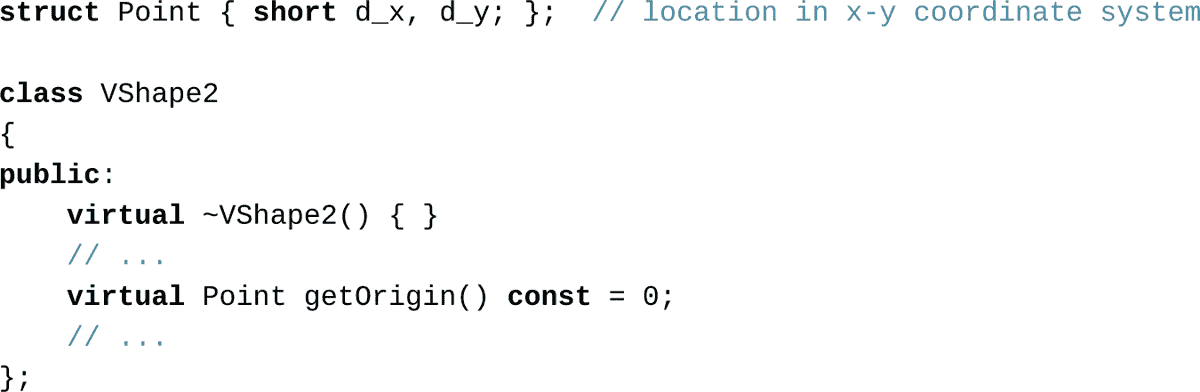 struct Point { short d_x, d_y; };  // location in x-y coordinate system
class VShape2
{
public:
    virtual ~VShape2() { }
    // ...
    virtual Point getOrigin() const = 0;
    // ...
};